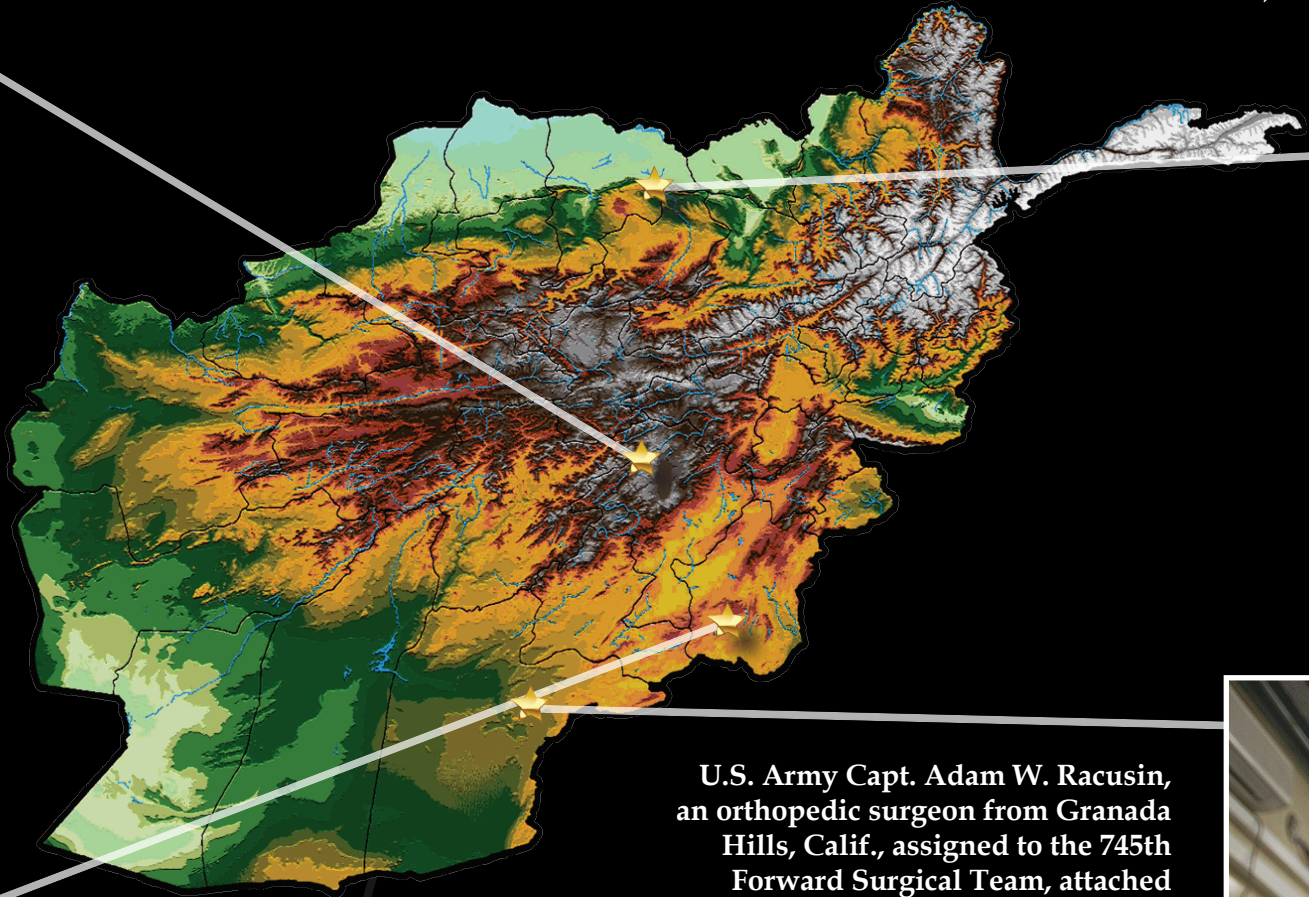 U.S. Army Capt. Adam W. Racusin,
an orthopedic surgeon from Granada
Hills, Calif., assigned to the 745th
Forward Surgical Team, attached